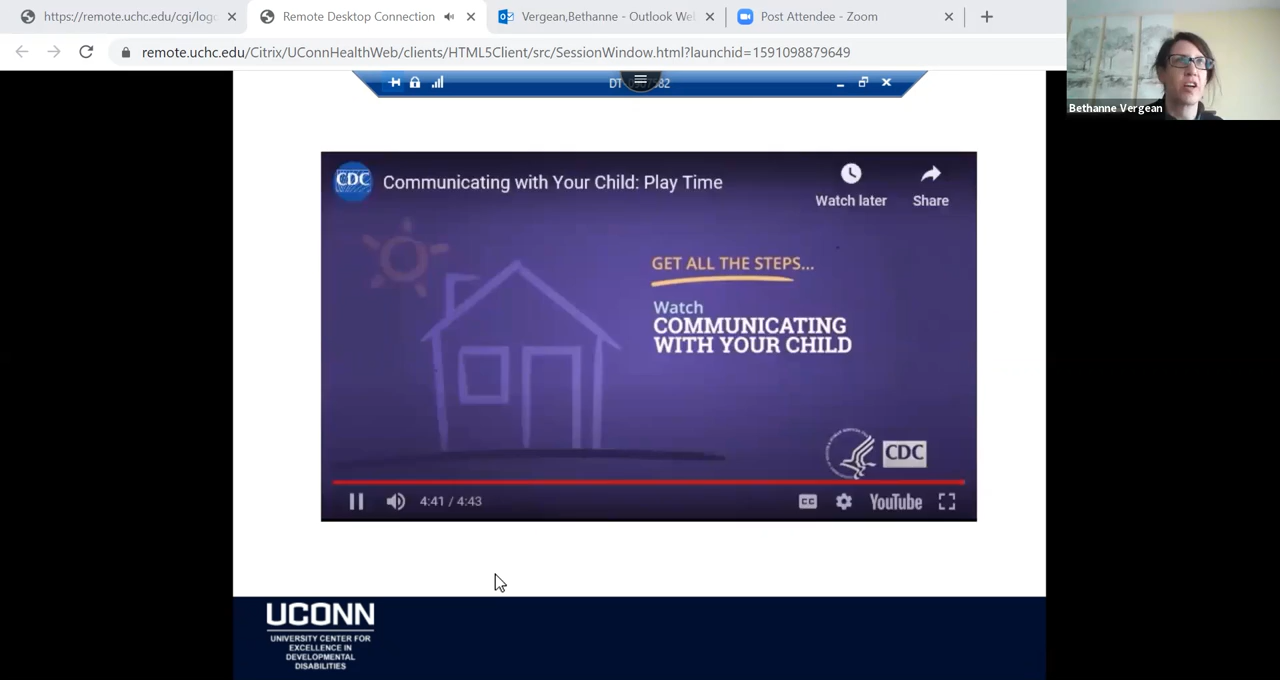 https://remote.uchc.edu/cgi/log
Remote Desktop Connection
Vergean,Bethanne - Outlook We
Post Attendee - Zoom
remote.uchc.edu/Citrix/UConnHealthWeb/clients/HTML5Client/src/SessionWindow.html?launchid=1591098879649
Bethanne Vergean
CDC
Communicating with Your Child: Play Time
Watch later
Share
GET ALL THE STEPS...
Watch
COMMUNICATING
WITH YOUR CHILD
CDC
4:41 / 4:43
CC
YouTube
UCONN
UNIVERSITY CENTER FOR
EXCELLENCE IN
DEVELOPMENTAL
DISABILITIES